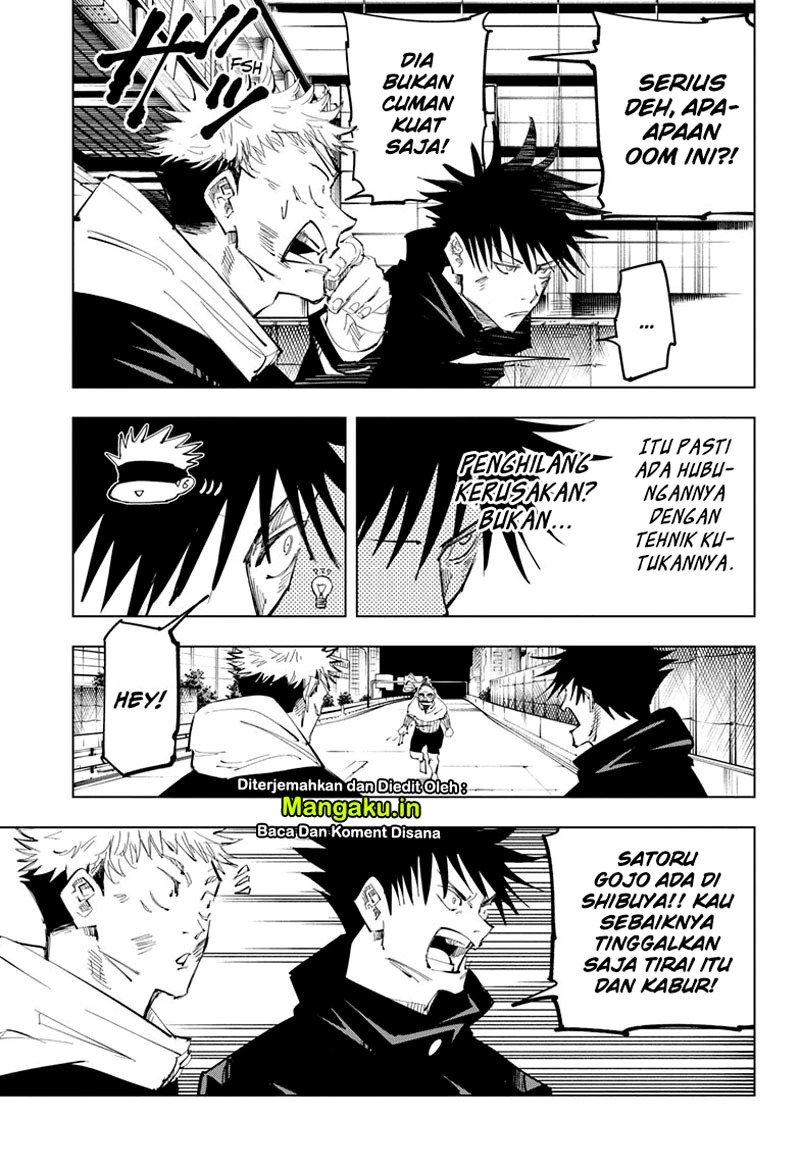 SERIUS
DEH, APA-
APAAN
OOM INI?!
DIA
BUKAN
CUMAN
KUAT
SAJA!
FSH
...
ITU PASTI
ADA HUBU-
NGANNYA
DENGAN
TEHNIK KU-
TUKANNYA.
PENGHILANG
KERUSAKAN?
BUKAN...
HEY!
Diterjemahkan dan Diedit Oleh :
Mangaku.in
Baca Dan Koment Disana
SATORU
GOJO ADA DI
SHIBUYA!! KAU
SEBAIKNYA
TINGGALKAN
SAJA TIRAI ITU
DAN KABUR!